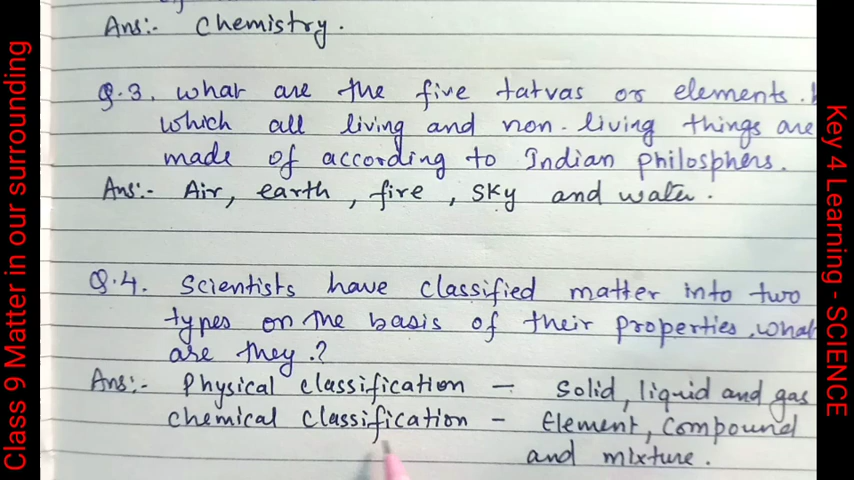 Class 9 Matter in our surrounding
Ans:- Chemistry.
Q.3. What are the five tatvas or elements.
which all living and non-living things are
made of according to Indian philosphers.
Ans:- Air, earth, fire, sky and water.
Q.4. Scientists have classified matter into two
types on the basis of their properties, what
are they.?
Ans:- Physical classification - Solid, liquid and gas
Chemical classification - Element, compound
and mixture.
Key 4 Learning - SCIENCE